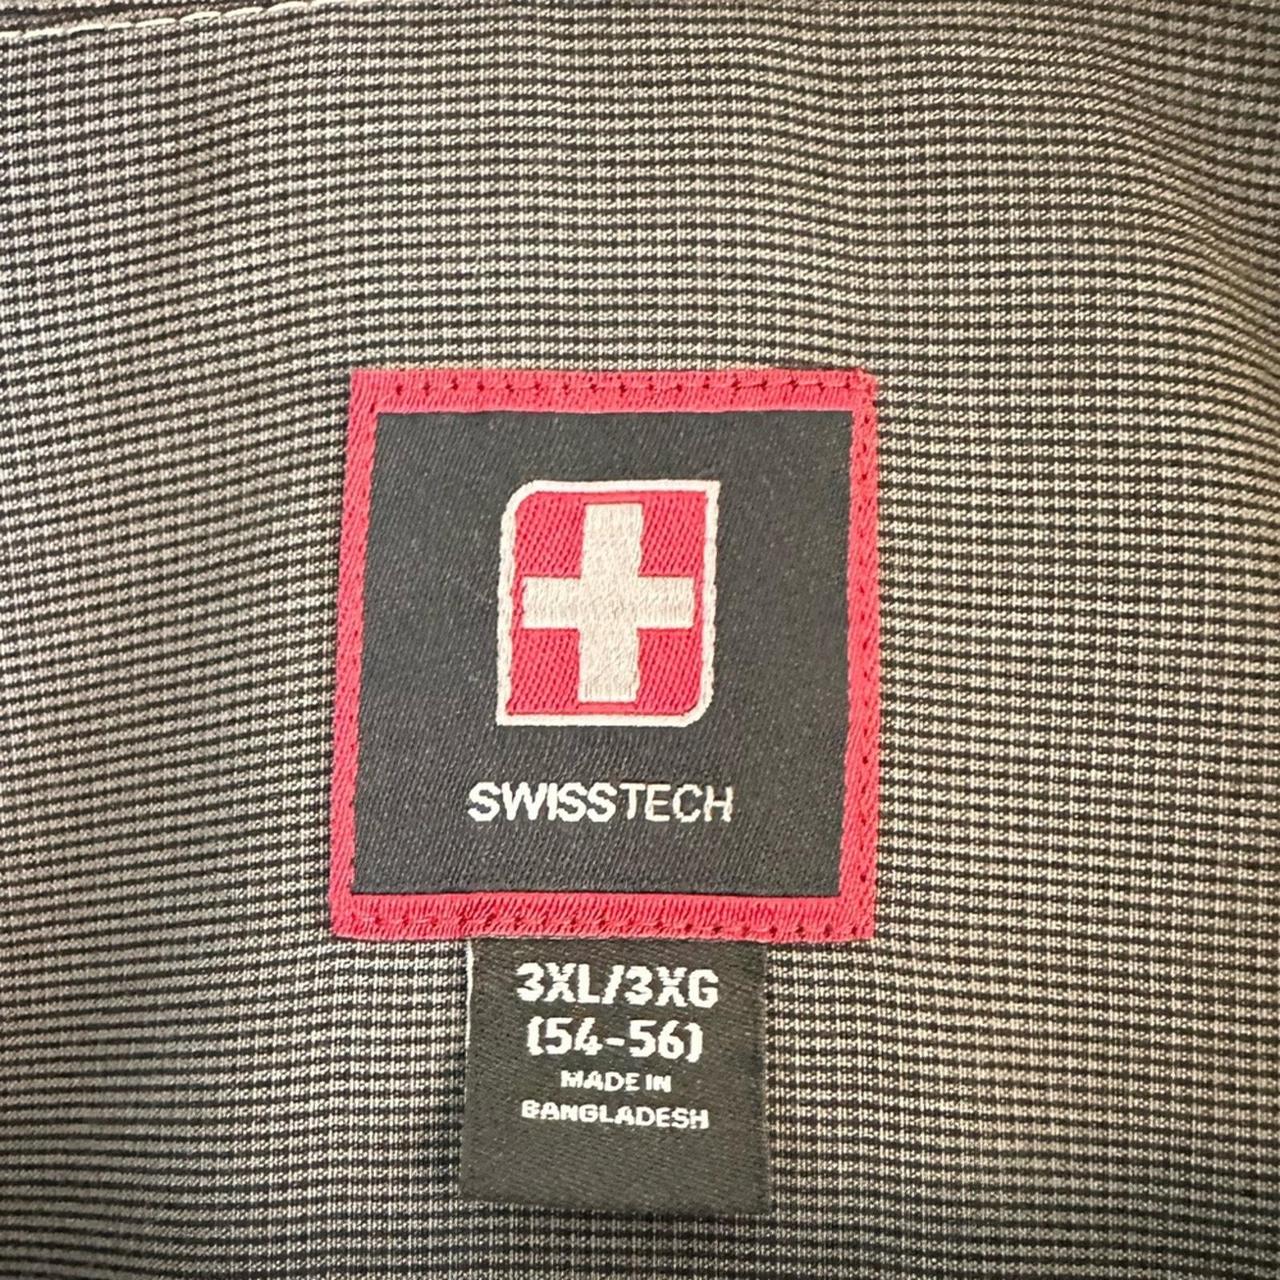 SWISSTECH
3XL/3XG
(54-56)
MADE IN
BANGLADESH